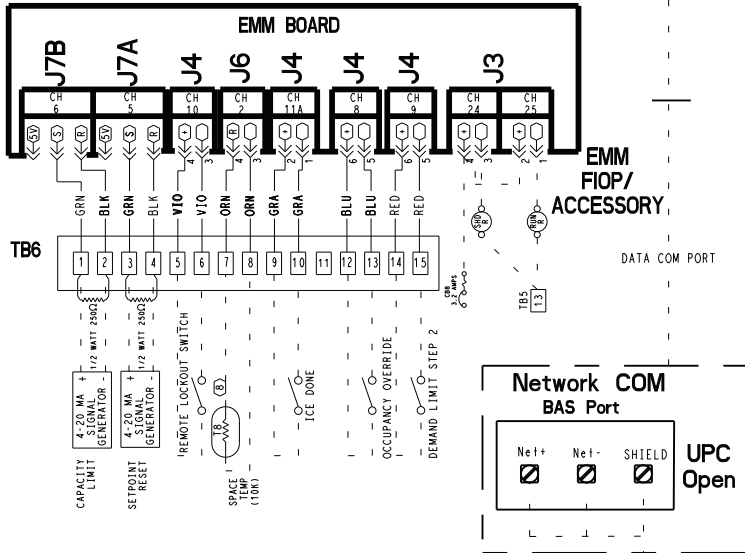 EMM BOARD
J7B
J7A
J4
J6
J4
J4
J4
J3
CH 6
CH 5
CH 10
CH 2
CH 11A
CH 8
CH 9
CH 24
CH 25
5V
S
R
5V
S
R
+
R
+
+
+
+
+
4
3
4
3
2
1
6
5
6
5
4
3
2
1
EMM
FIOP/
ACCESSORY
GRN
BLK
GRN
BLK
VIO
VIO
ORN
ORN
GRA
GRA
BLU
BLU
RED
RED
SHD
R
RUN
R
TB6
1
2
3
4
5
6
7
8
9
10
11
12
13
14
15
DATA COM PORT
CB8
3.2 AMPS
TB5
13
1/2 WATT 250Ω
1/2 WATT 250Ω
+ -
4-20 MA
SIGNAL
GENERATOR
+ -
4-20 MA
SIGNAL
GENERATOR
CAPACITY
LIMIT
SETPOINT
RESET
REMOTE LOCKOUT SWITCH
8
T8
SPACE
TEMP
(10K)
ICE DONE
OCCUPANCY OVERRIDE
DEMAND LIMIT STEP 2
Network COM
BAS Port
Net+
Net-
SHIELD
UPC
Open